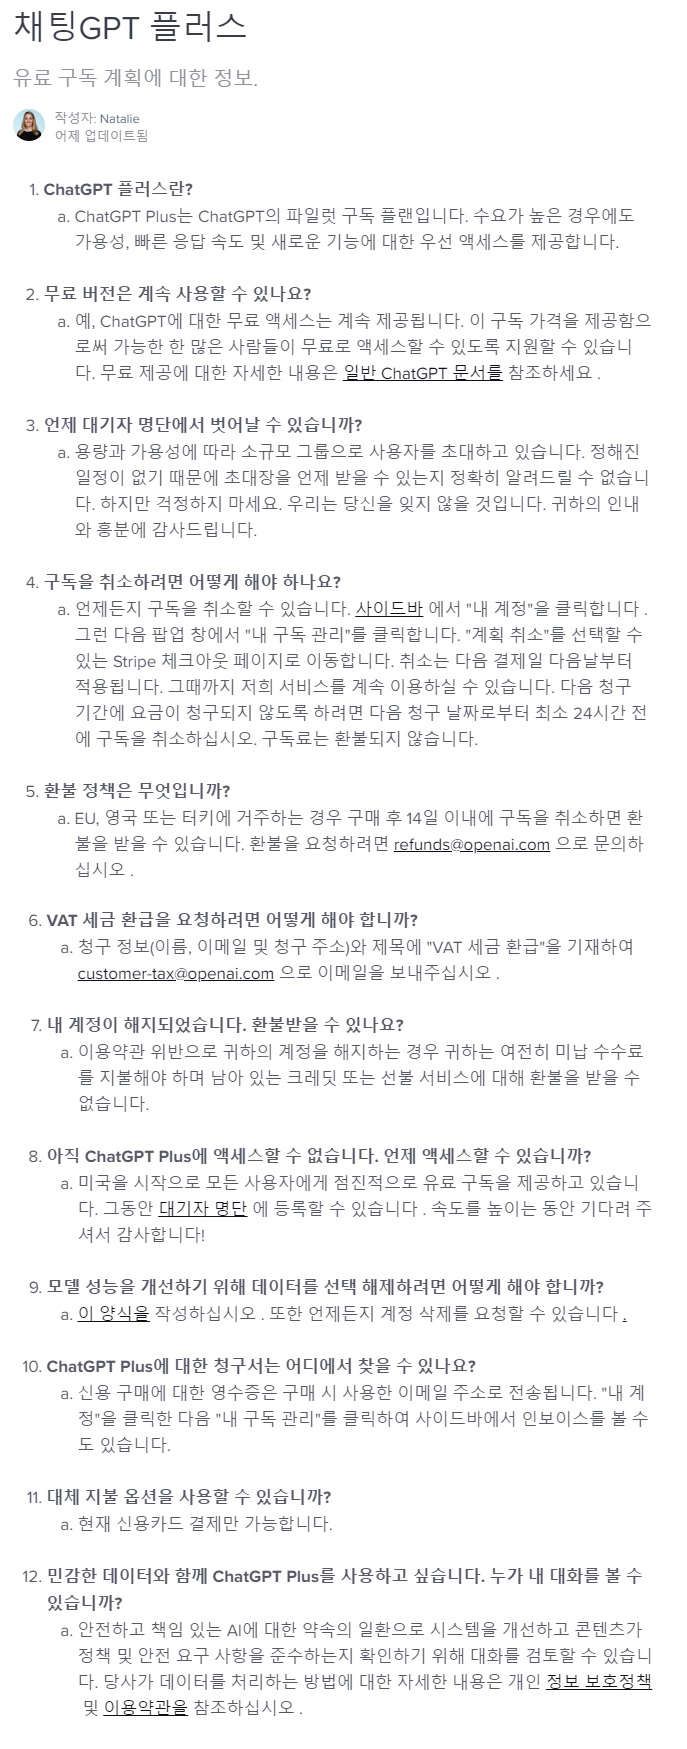 채팅GPT 플러스
유료 구독 계획에 대한 정보.
작성자: Natalie
어제 업데이트됨
1. ChatGPT 플러스란?
a. ChatGPT Plus는 ChatGPT의 파일럿 구독 플랜입니다. 수요가 높은 경우에도
가용성, 빠른 응답 속도 및 새로운 기능에 대한 우선 액세스를 제공합니다.
2. 무료 버전은 계속 사용할 수 있나요?
a. 예, ChatGPT에 대한 무료 액세스는 계속 제공됩니다. 이 구독 가격을 제공함으
로써 가능한 한 많은 사람들이 무료로 액세스할 수 있도록 지원할 수 있습니
다. 무료 제공에 대한 자세한 내용은 일반 ChatGPT 문서를 참조하세요 .
3. 언제 대기자 명단에서 벗어날 수 있습니까?
a. 용량과 가용성에 따라 소규모 그룹으로 사용자를 초대하고 있습니다. 정해진
일정이 없기 때문에 초대장을 언제 받을 수 있는지 정확히 알려드릴 수 없습니
다. 하지만 걱정하지 마세요. 우리는 당신을 잊지 않을 것입니다. 귀하의 인내
와 흥분에 감사드립니다.
4. 구독을 취소하려면 어떻게 해야 하나요?
a. 언제든지 구독을 취소할 수 있습니다. 사이드바 에서 "내 계정"을 클릭합니다 .
그런 다음 팝업 창에서 "내 구독 관리"를 클릭합니다. "계획 취소"를 선택할 수
있는 Stripe 체크아웃 페이지로 이동합니다. 취소는 다음 결제일 다음날부터
적용됩니다. 그때까지 저희 서비스를 계속 이용하실 수 있습니다. 다음 청구
기간에 요금이 청구되지 않도록 하려면 다음 청구 날짜로부터 최소 24시간 전
에 구독을 취소하십시오. 구독료는 환불되지 않습니다.
5. 환불 정책은 무엇입니까?
a. EU, 영국 또는 터키에 거주하는 경우 구매 후 14일 이내에 구독을 취소하면 환
불을 받을 수 있습니다. 환불을 요청하려면 refunds@openai.com 으로 문의하
십시오 .
6. VAT 세금 환급을 요청하려면 어떻게 해야 합니까?
a. 청구 정보(이름, 이메일 및 청구 주소)와 제목에 "VAT 세금 환급"을 기재하여
customer-tax@openai.com 으로 이메일을 보내주십시오 .
7. 내 계정이 해지되었습니다. 환불받을 수 있나요?
a. 이용약관 위반으로 귀하의 계정을 해지하는 경우 귀하는 여전히 미납 수수료
를 지불해야 하며 남아 있는 크레딧 또는 선불 서비스에 대해 환불을 받을 수
없습니다.
8. 아직 ChatGPT Plus에 액세스할 수 없습니다. 언제 액세스할 수 있습니까?
a. 미국을 시작으로 모든 사용자에게 점진적으로 유료 구독을 제공하고 있습니
다. 그동안 대기자 명단 에 등록할 수 있습니다 . 속도를 높이는 동안 기다려 주
셔서 감사합니다!
9. 모델 성능을 개선하기 위해 데이터를 선택 해제하려면 어떻게 해야 합니까?
a. 이 양식을 작성하십시오 . 또한 언제든지 계정 삭제를 요청할 수 있습니다 .
10. ChatGPT Plus에 대한 청구서는 어디에서 찾을 수 있나요?
a. 신용 구매에 대한 영수증은 구매 시 사용한 이메일 주소로 전송됩니다. "내 계
정"을 클릭한 다음 "내 구독 관리"를 클릭하여 사이드바에서 인보이스를 볼 수
도 있습니다.
11. 대체 지불 옵션을 사용할 수 있습니까?
a. 현재 신용카드 결제만 가능합니다.
12. 민감한 데이터와 함께 ChatGPT Plus를 사용하고 싶습니다. 누가 내 대화를 볼 수
있습니까?
a. 안전하고 책임 있는 AI에 대한 약속의 일환으로 시스템을 개선하고 콘텐츠가
정책 및 안전 요구 사항을 준수하는지 확인하기 위해 대화를 검토할 수 있습니
다. 당사가 데이터를 처리하는 방법에 대한 자세한 내용은 개인 정보 보호정책
및 이용약관을 참조하십시오 .